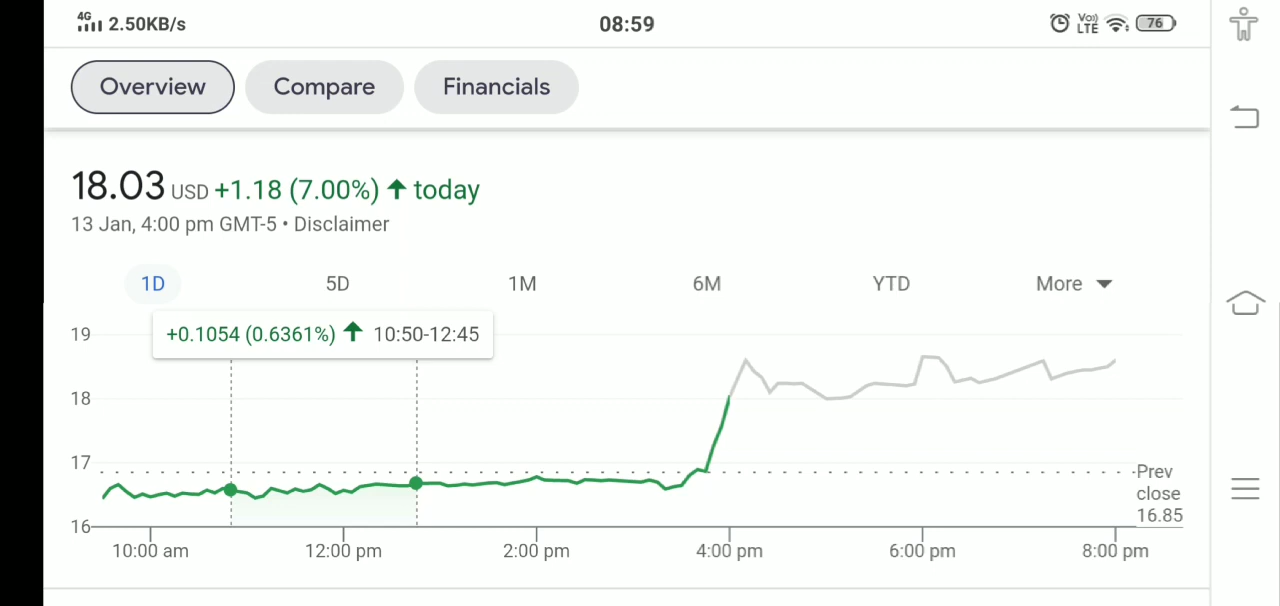 4G 2.50KB/s 08:59 Vo)) LTE 76
Overview Compare Financials
18.03 USD +1.18 (7.00%) ↑ today
13 Jan, 4:00 pm GMT-5 • Disclaimer
1D 5D 1M 6M YTD More
+0.1054 (0.6361%) ↑ 10:50-12:45
19
18
17
Prev
close
16.85
16
10:00 am 12:00 pm 2:00 pm 4:00 pm 6:00 pm 8:00 pm